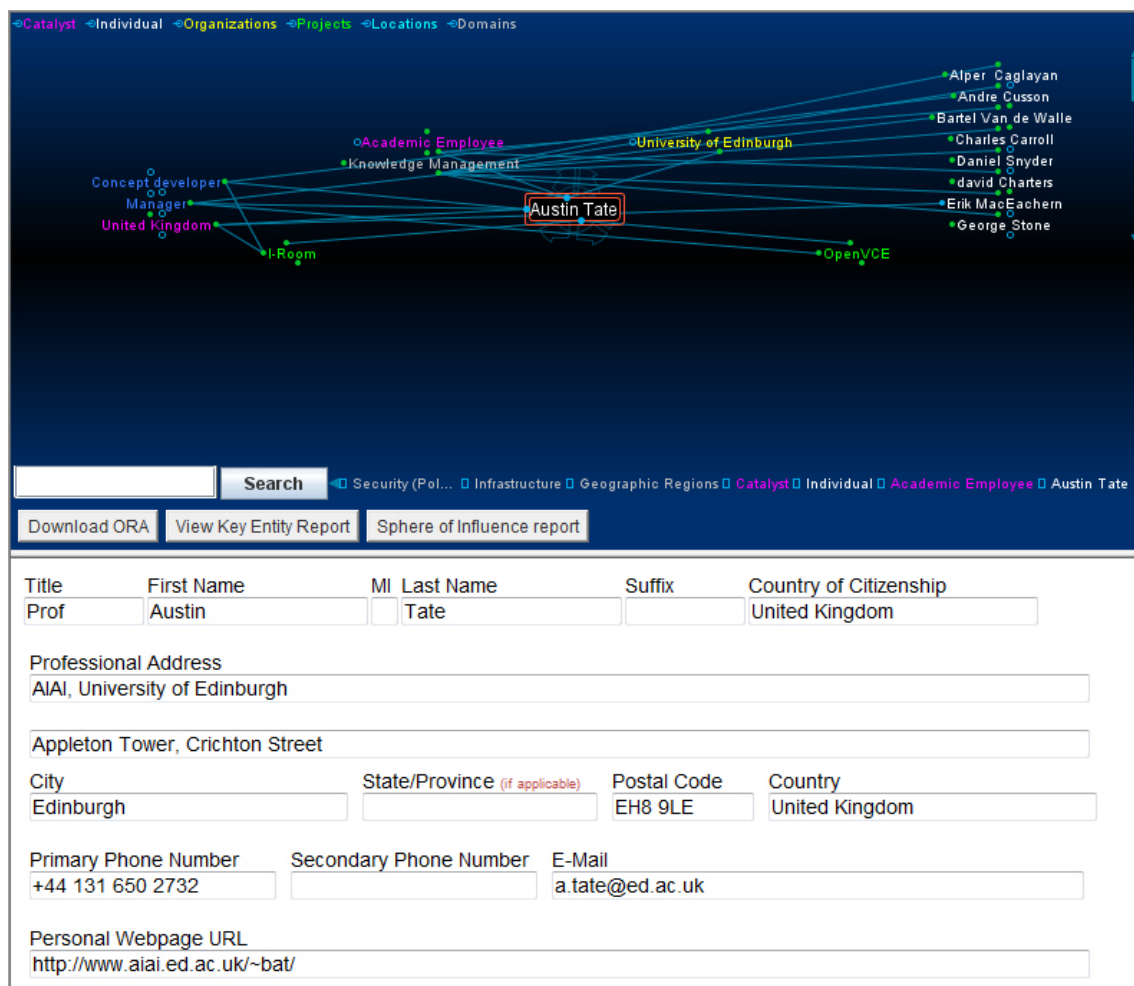 Catalyst Individual Organizations Projects Locations Domains
Alper Caglayan
Andre Cusson
Bartel Van de Walle
Academic Employee University of Edinburgh Charles Carroll
Knowledge Management Daniel Snyder
Concept developer david Charters
Manager Austin Tate Erik MacEachern
United Kingdom George Stone
I-Room OpenVCE
Search Security (Pol... Infrastructure Geographic Regions Catalyst Individual Academic Employee Austin Tate
Download ORA View Key Entity Report Sphere of Influence report
Title First Name MI Last Name Suffix Country of Citizenship
Prof Austin Tate United Kingdom
Professional Address
AIAI, University of Edinburgh
Appleton Tower, Crichton Street
City State/Province (if applicable) Postal Code Country
Edinburgh EH8 9LE United Kingdom
Primary Phone Number Secondary Phone Number E-Mail
+44 131 650 2732 a.tate@ed.ac.uk
Personal Webpage URL
http://www.aiai.ed.ac.uk/~bat/